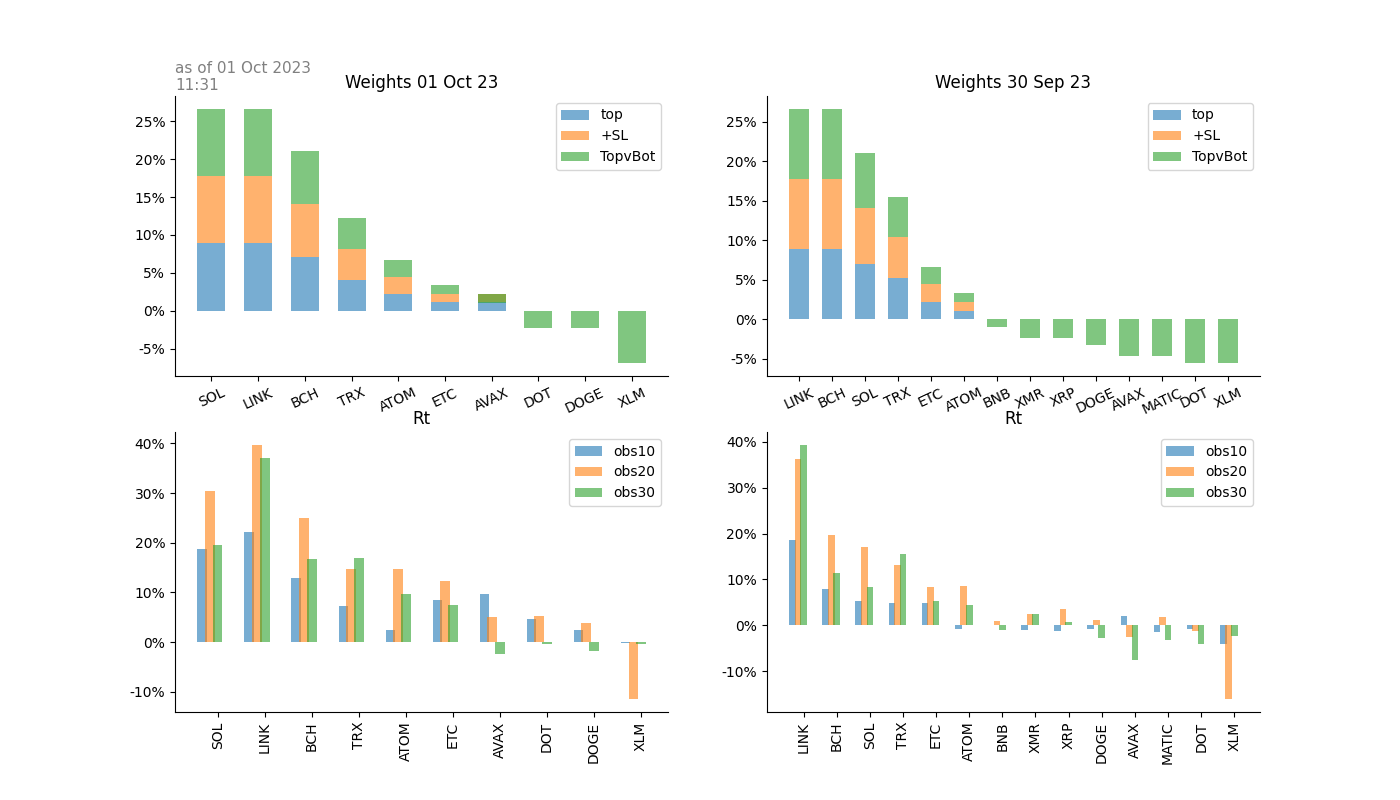 as of 01 Oct 2023
11:31
Weights 01 Oct 23
25%
20%
15%
10%
5%
0%
-5%
top
+SL
TopvBot
SOL LINK BCH TRX ATOM ETC AVAX DOT DOGE XLM
Weights 30 Sep 23
25%
20%
15%
10%
5%
0%
-5%
top
+SL
TopvBot
LINK BCH SOL TRX ETC ATOM BNB XMR XRP DOGE AVAX MATIC DOT XLM
Rt
40%
30%
20%
10%
0%
-10%
obs10
obs20
obs30
SOL LINK BCH TRX ATOM ETC AVAX DOT DOGE XLM
Rt
40%
30%
20%
10%
0%
-10%
obs10
obs20
obs30
LINK BCH SOL TRX ETC ATOM BNB XMR XRP DOGE AVAX MATIC DOT XLM